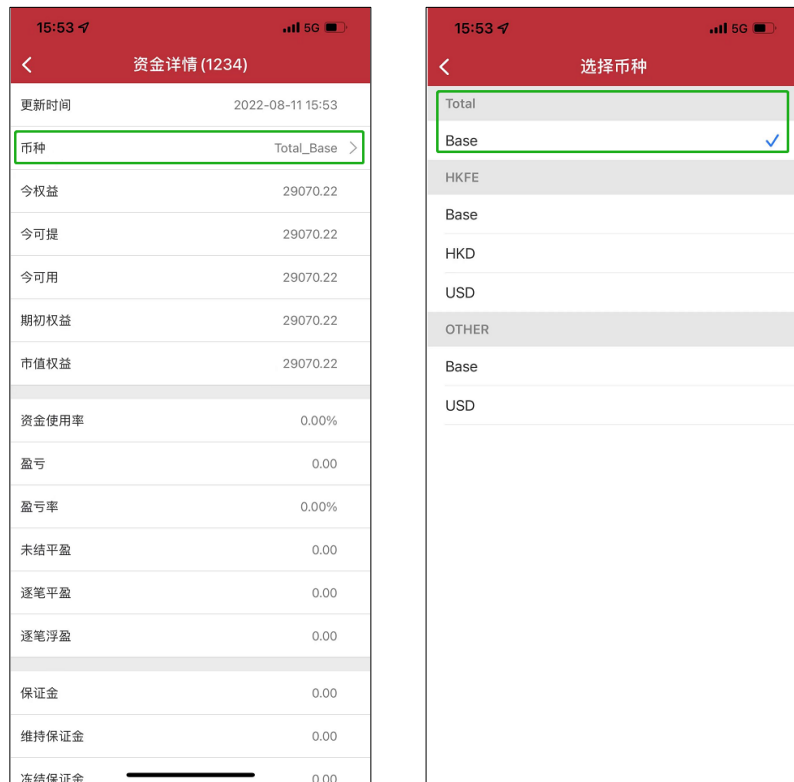 15:53 5G
资金详情(1234)
更新时间 2022-08-11 15:53
币种 Total_Base
今权益 29070.22
今可提 29070.22
今可用 29070.22
期初权益 29070.22
市值权益 29070.22
资金使用率 0.00%
盈亏 0.00
盈亏率 0.00%
未结平盈 0.00
逐笔平盈 0.00
逐笔浮盈 0.00
保证金 0.00
维持保证金 0.00
冻结保证金 0.00
15:53 5G
选择币种
Total
Base
HKFE
Base
HKD
USD
OTHER
Base
USD